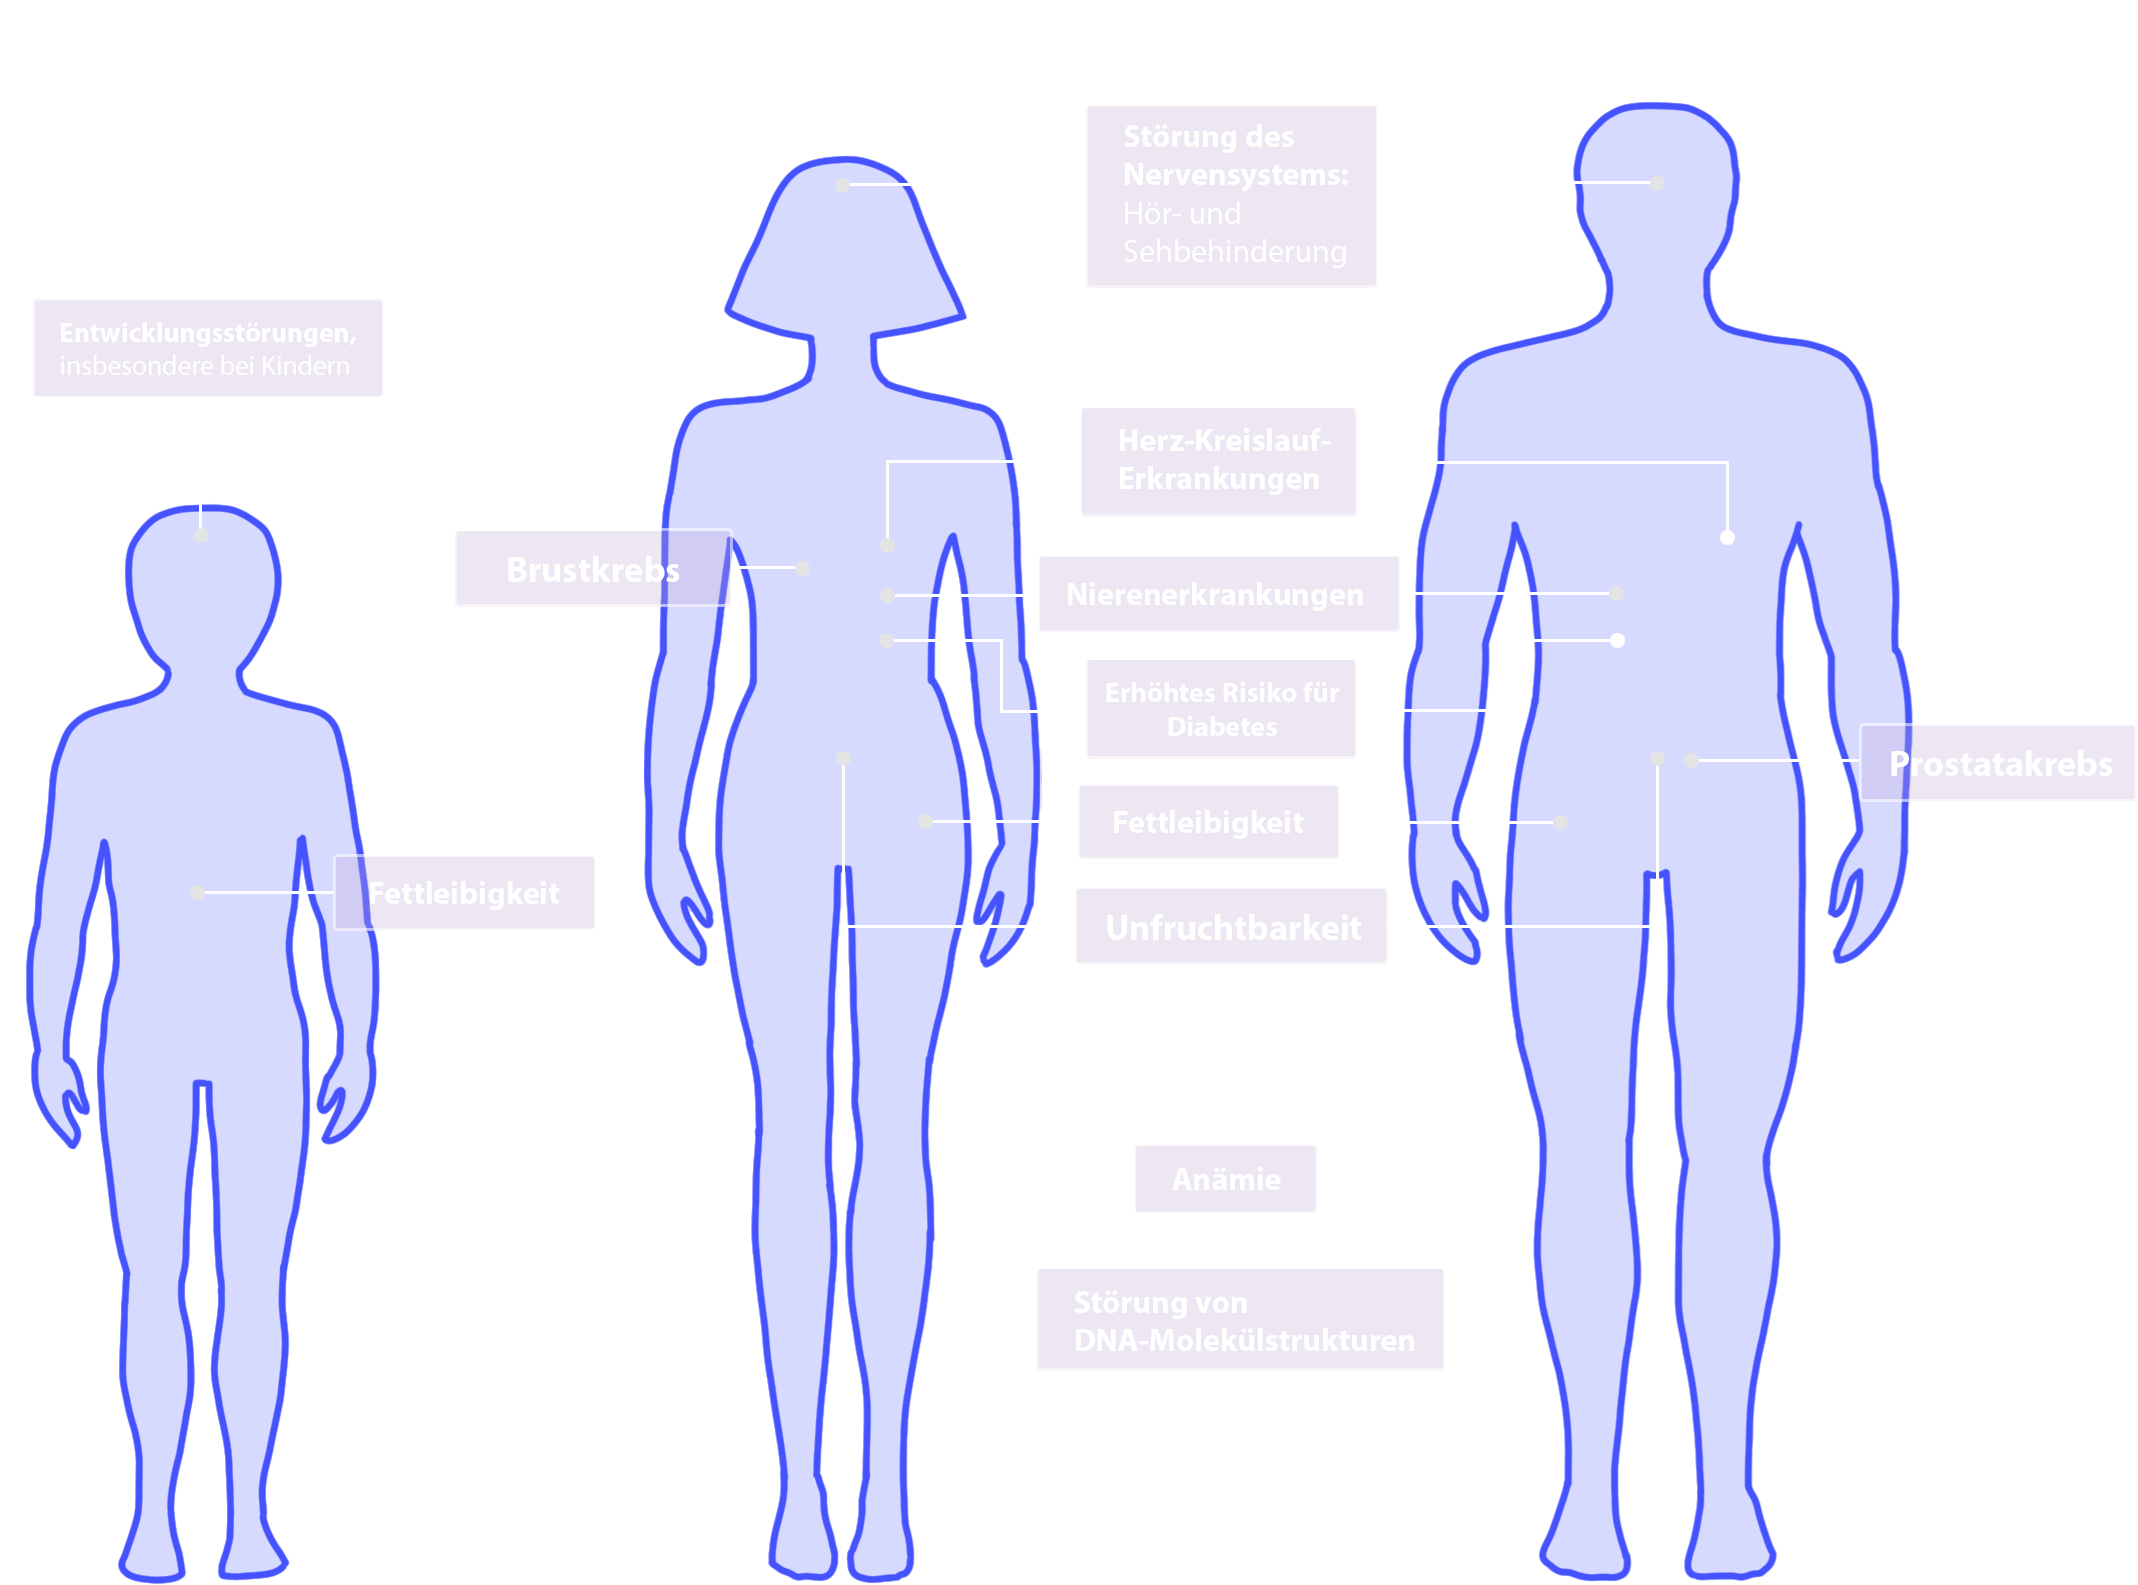 Störung des
Nervensystems:
Hör- und
Sehbehinderung
Entwicklungsstörungen,
insbesondere bei Kindern
Herz-Kreislauf-
Erkrankungen
Brustkrebs
Nierenerkrankungen
Erhöhtes Risiko für
Diabetes
Prostatakrebs
Fettleibigkeit
Fettleibigkeit
Unfruchtbarkeit
Anämie
Störung von
DNA-Molekülstrukturen